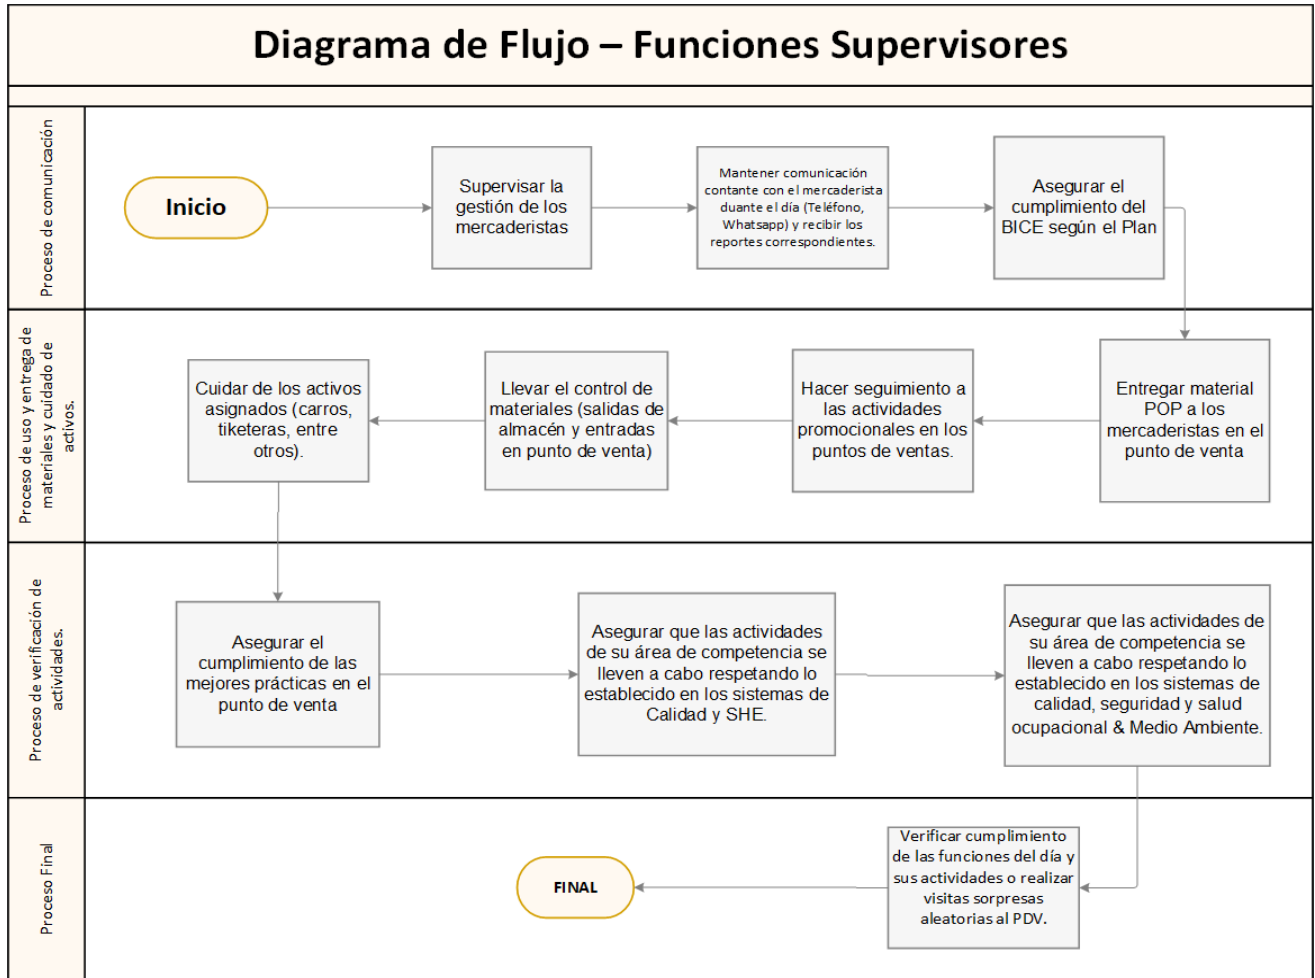 Diagrama de Flujo – Funciones Supervisores
Proceso de comunicación
Inicio
Supervisar la
gestión de los
mercaderistas
Mantener comunicación
contante con el mercaderista
duante el día (Teléfono,
Whatsapp) y recibir los
reportes correspondientes.
Asegurar el
cumplimiento del
BICE según el Plan
Proceso de uso y entrega de
materiales y cuidado de
activos.
Entregar material
POP a los
mercaderistas en el
punto de venta
Hacer seguimiento a
las actividades
promocionales en los
puntos de ventas.
Llevar el control de
materiales (salidas de
almacén y entradas
en punto de venta)
Cuidar de los activos
asignados (carros,
tiketeras, entre
otros).
Proceso de verificación de
actividades.
Asegurar el
cumplimiento de las
mejores prácticas en el
punto de venta
Asegurar que las actividades
de su área de competencia se
lleven a cabo respetando lo
establecido en los sistemas de
Calidad y SHE.
Asegurar que las actividades de
su área de competencia se
lleven a cabo respetando lo
establecido en los sistemas de
calidad, seguridad y salud
ocupacional & Medio Ambiente.
Proceso Final
Verificar cumplimiento
de las funciones del día y
sus actividades o realizar
visitas sorpresas
aleatorias al PDV.
FINAL